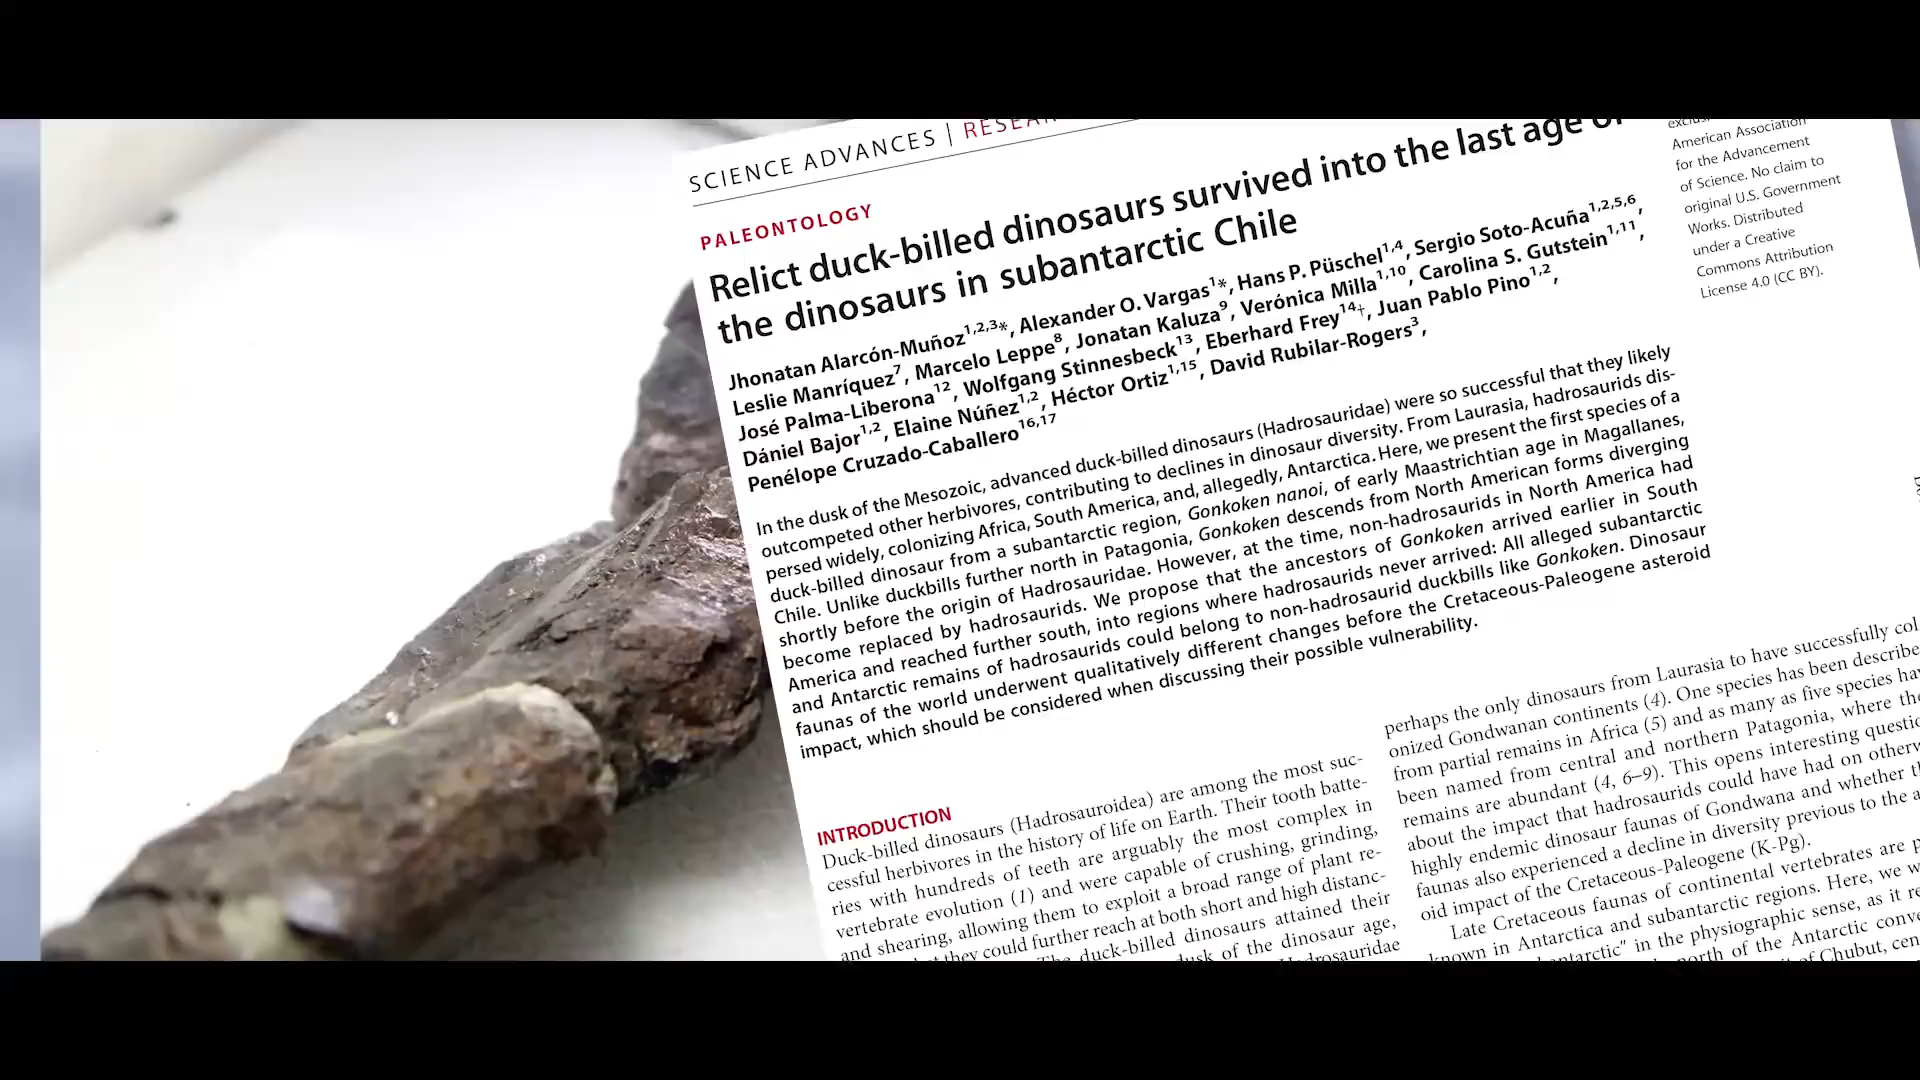 SCIENCE ADVANCES |
PALEONTOLOGY
Relict duck-billed dinosaurs survived into the last age of
the dinosaurs in subantarctic Chile
Jhonatan Alarcón-Muñoz1,2,3*, Alexander O. Vargas1*, Hans P. Püschel1,4, Sergio Soto-Acuña1,2,5,6,
Leslie Manríquez7, Marcelo Leppe8, Jonatan Kaluza9, Verónica Milla1,10, Carolina S. Gutstein1,11,
José Palma-Liberona12, Wolfgang Stinnesbeck13, Eberhard Frey14†, Juan Pablo Pino1,2,
Dániel Bajor1,2, Elaine Núñez1,2, Héctor Ortiz1,15, David Rubilar-Rogers3,
Penélope Cruzado-Caballero16,17
In the dusk of the Mesozoic, advanced duck-billed dinosaurs (Hadrosauridae) were so successful that they likely
outcompeted other herbivores, contributing to declines in dinosaur diversity. From Laurasia, hadrosaurids dis-
persed widely, colonizing Africa, South America, and, allegedly, Antarctica. Here, we present the first species of a
duck-billed dinosaur from a subantarctic region, Gonkoken nanoi, of early Maastrichtian age in Magallanes,
Chile. Unlike duckbills further north in Patagonia, Gonkoken descends from North American forms diverging
shortly before the origin of Hadrosauridae. However, at the time, non-hadrosaurids in North America had
become replaced by hadrosaurids. We propose that the ancestors of Gonkoken arrived earlier in South
America and reached further south, into regions where hadrosaurids never arrived: All alleged subantarctic
and Antarctic remains of hadrosaurids could belong to non-hadrosaurid duckbills like Gonkoken. Dinosaur
faunas of the world underwent qualitatively different changes before the Cretaceous-Paleogene asteroid
impact, which should be considered when discussing their possible vulnerability.
American Association
for the Advancement
of Science. No claim to
original U.S. Government
Works. Distributed
under a Creative
Commons Attribution
License 4.0 (CC BY).
INTRODUCTION
Duck-billed dinosaurs (Hadrosauroidea) are among the most suc-
cessful herbivores in the history of life on Earth. Their tooth batte-
ries with hundreds of teeth are arguably the most complex in
vertebrate evolution (1) and were capable of crushing, grinding,
and shearing, allowing them to exploit a broad range of plant re-
they could further reach at both short and high distanc-
duck-billed dinosaurs attained their
dusk of the dinosaur age,
Hadrosauridae
perhaps the only dinosaurs from Laurasia to have successfully col
onized Gondwanan continents (4). One species has been describe
from partial remains in Africa (5) and as many as five species ha
been named from central and northern Patagonia, where
remains are abundant (4, 6–9). This opens interesting questio
about the impact that hadrosaurids could have had on otherw
highly endemic dinosaur faunas of Gondwana and whether
faunas also experienced a decline in diversity previous to the a
oid impact of the Cretaceous-Paleogene (K-Pg).
Late Cretaceous faunas of continental vertebrates are
known in Antarctica and subantarctic regions. Here, we
antarctic" in the physiographic sense, as it
north of the Antarctic conv
of Chubut, cen